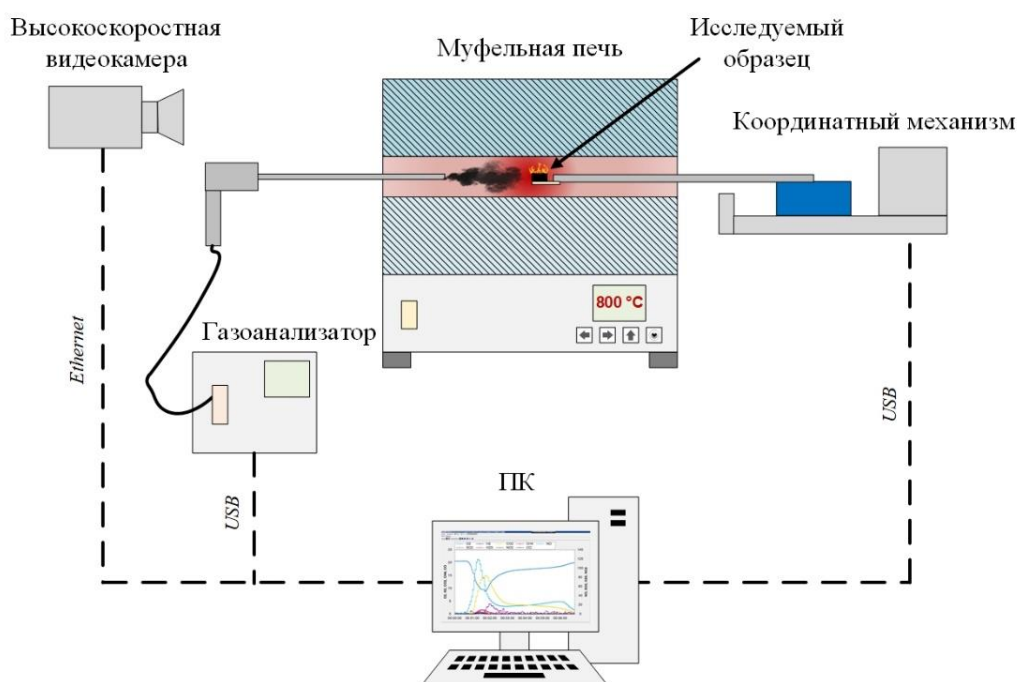 Высокоскоростная
видеокамера
Муфельная печь
Исследуемый
образец
Координатный механизм
800 °C
Газоанализатор
Ethernet
USB
USB
ПК